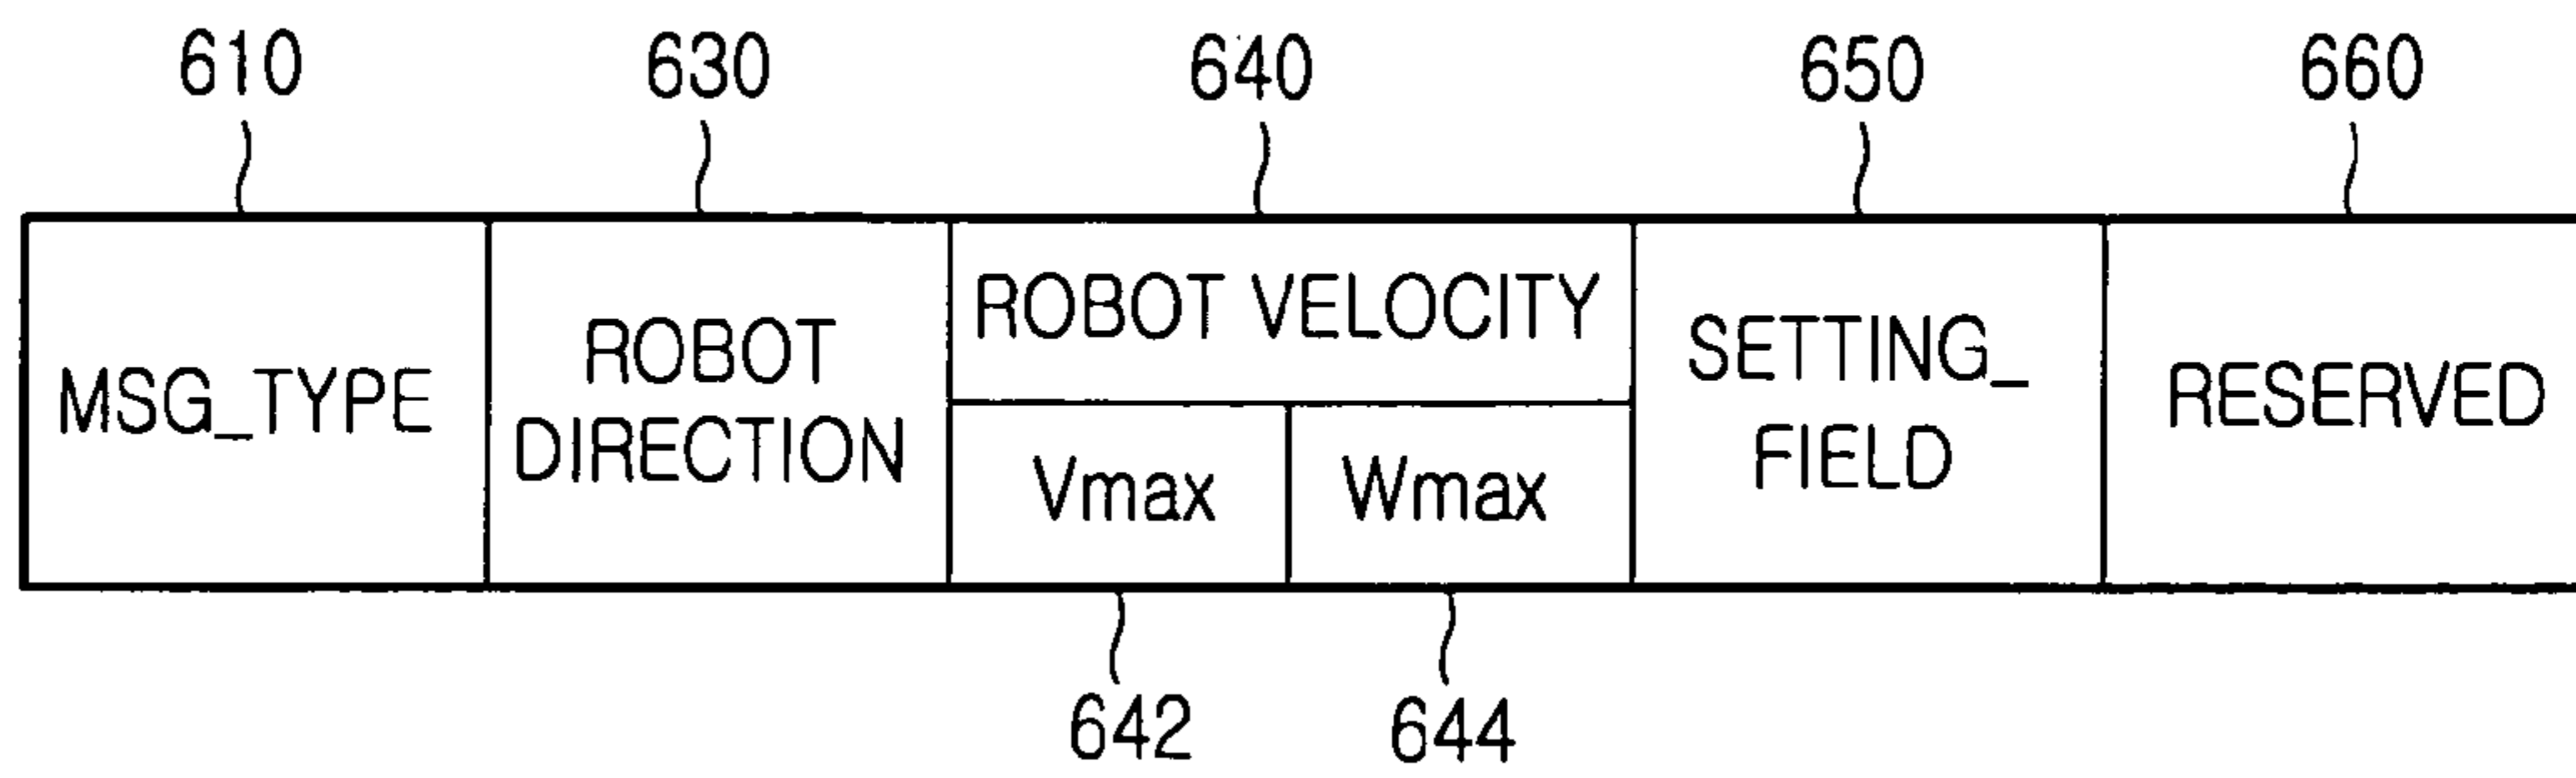 610 630 640 650 660
MSG_TYPE
ROBOT
DIRECTION
ROBOT VELOCITY
Vmax Wmax
SETTING_
FIELD
RESERVED
642 644